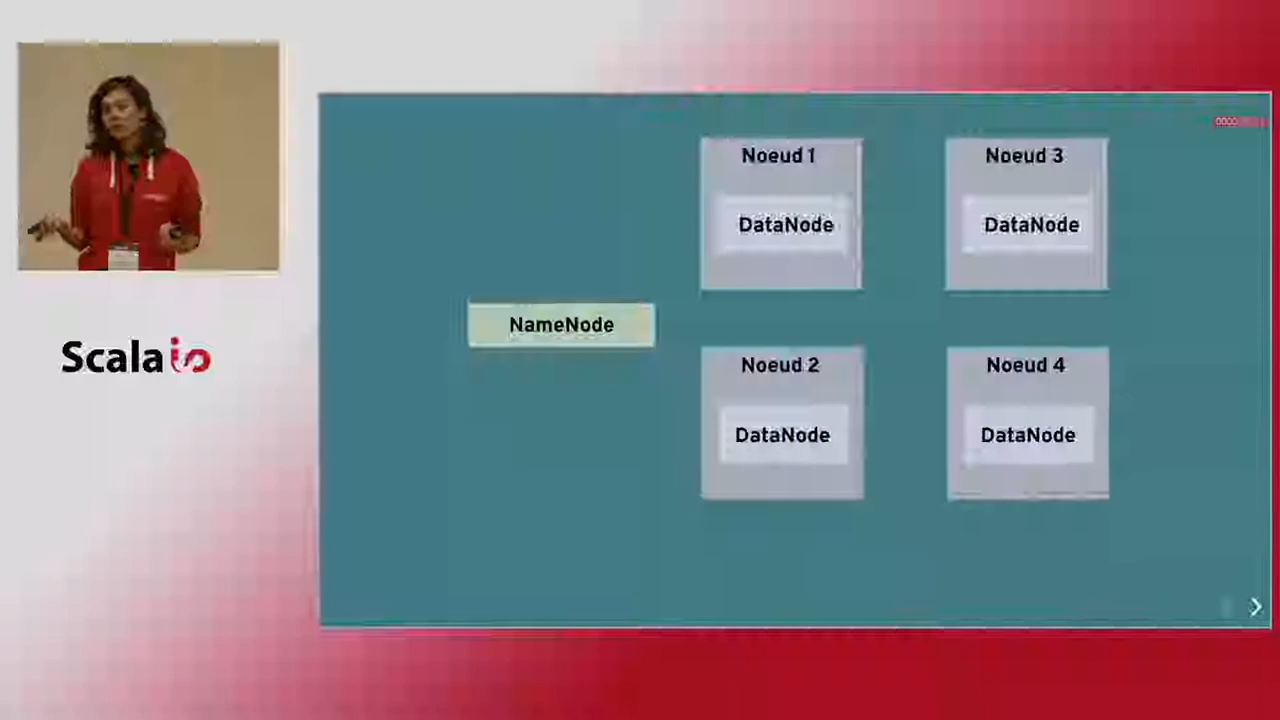 Noeud 1
Noeud 3
DataNode
DataNode
NameNode
Noeud 2
Noeud 4
DataNode
DataNode
Scala io